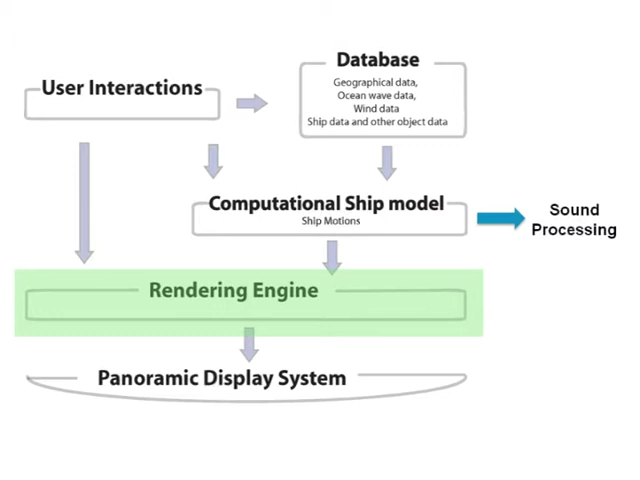 Database
User Interactions
Geographical data,
Ocean wave data,
Wind data
Ship data and other object data
Computational Ship model
Ship Motions
Sound
Processing
Rendering Engine
Panoramic Display System